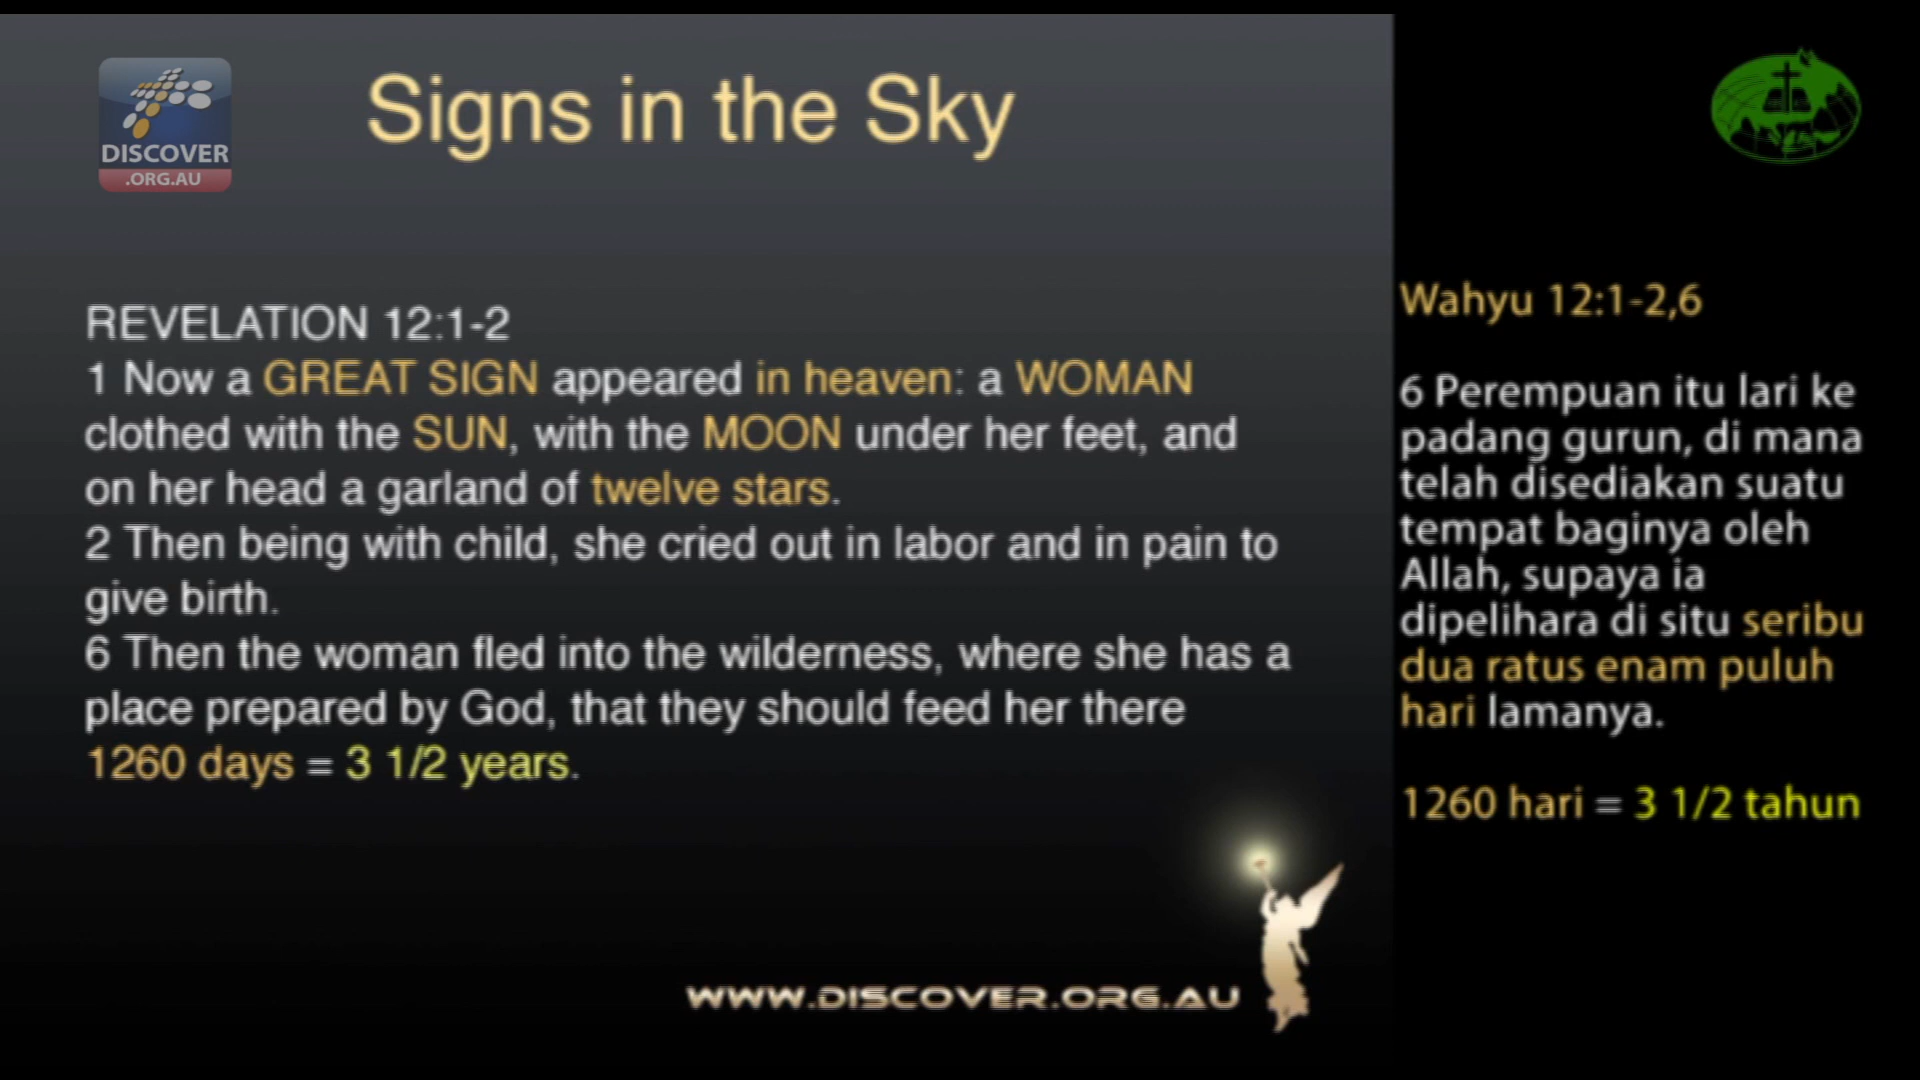 DISCOVER
.ORG.AU
Signs in the Sky
REVELATION 12:1-2
1 Now a GREAT SIGN appeared in heaven: a WOMAN
clothed with the SUN, with the MOON under her feet, and
on her head a garland of twelve stars.
2 Then being with child, she cried out in labor and in pain to
give birth.
6 Then the woman fled into the wilderness, where she has a
place prepared by God, that they should feed her there
1260 days = 3 1/2 years.
WWW.DISCOVER.ORG.AU
Wahyu 12:1-2,6
6 Perempuan itu lari ke
padang gurun, di mana
telah disediakan suatu
tempat baginya oleh
Allah, supaya ia
dipelihara di situ seribu
dua ratus enam puluh
hari lamanya.
1260 hari = 3 1/2 tahun